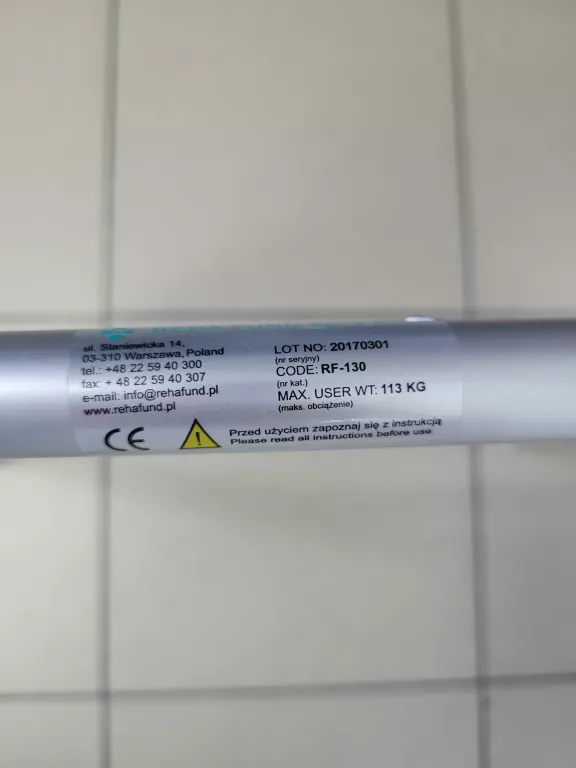 ul. Staniewicka 14,
03-310 Warszawa, Poland
tel.: +48 22 59 40 300
fax: + 48 22 59 40 307
e-mail: info@rehafund.pl
www.rehafund.pl
LOT NO: 20170301
(nr seryjny)
CODE: RF-130
(nr kat.)
MAX. USER WT: 113 KG
(maks. obciążenie)
CE
Przed użyciem zapoznaj się z instrukcją
Please read all instructions before use